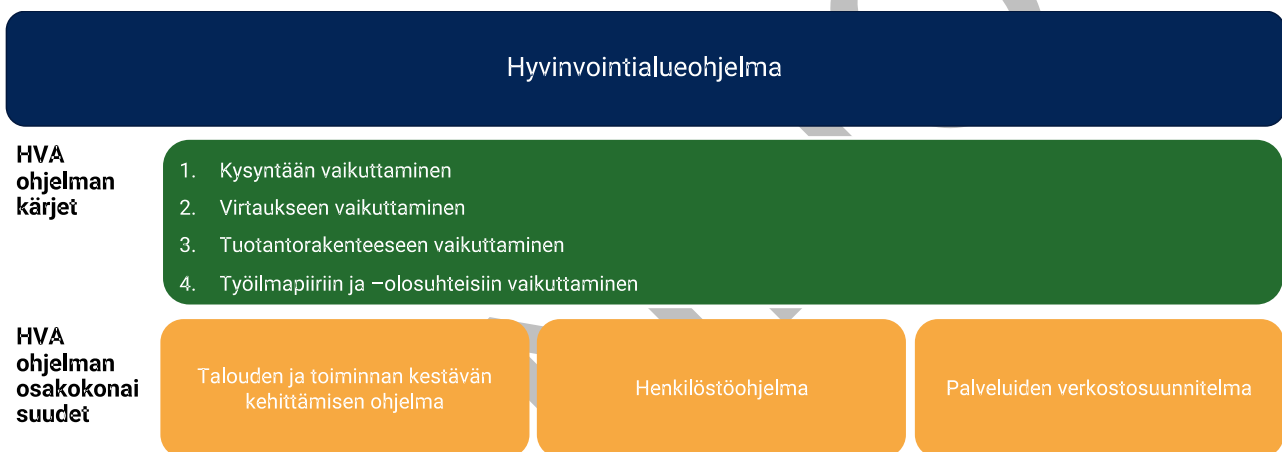 Hyvinvointialueohjelma
HVA
ohjelman
kärjet
1. Kysyntään vaikuttaminen
2. Virtaukseen vaikuttaminen
3. Tuotantorakenteeseen vaikuttaminen
4. Työilmapiiriin ja –olosuhteisiin vaikuttaminen
HVA
ohjelman
osakokonai
suudet
Talouden ja toiminnan kestävän
kehittämisen ohjelma
Henkilöstöohjelma
Palveluiden verkostosuunnitelma